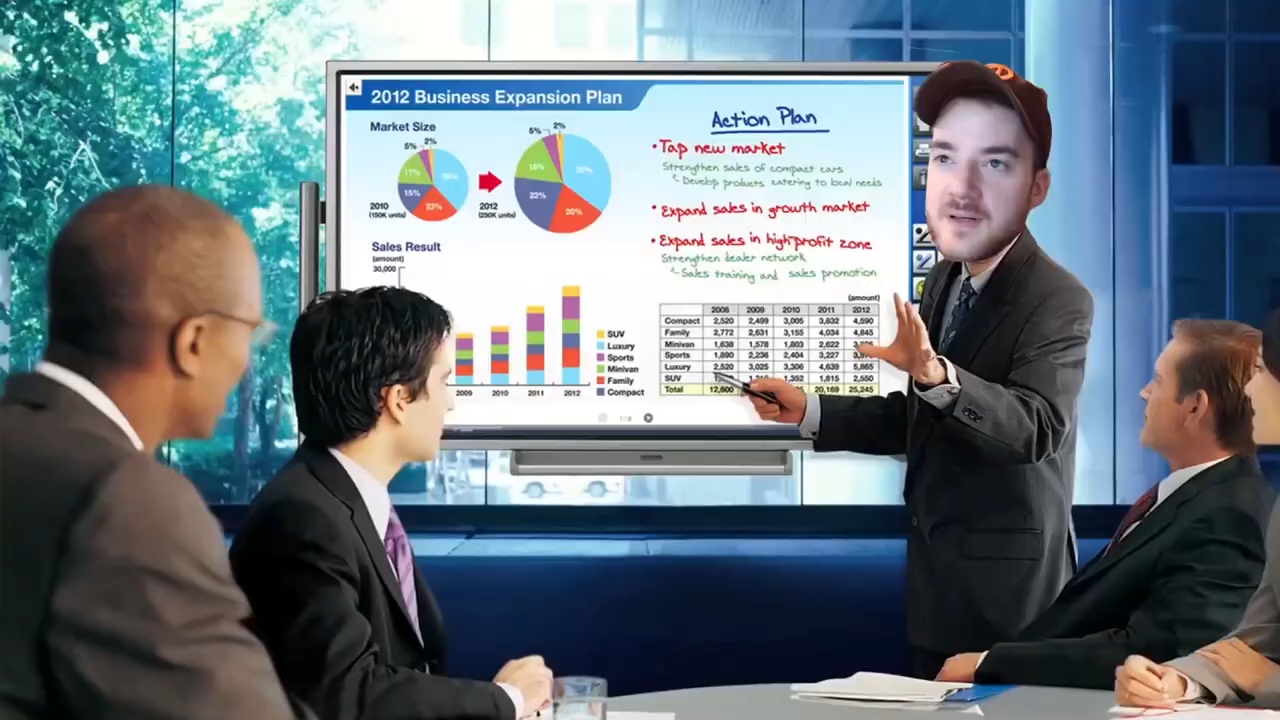 2012 Business Expansion Plan
Market Size
5%
2%
17%
15%
23%
2010
(150K units)
5%
2%
16%
22%
20%
2012
(250K units)
Action Plan
• Tap new market
Strengthen sales of compact cars
Develop products catering to local needs
• Expand sales in growth market
• Expand sales in high-profit zone
Strengthen dealer network
Sales training and sales promotion
Sales Result
(amount)
30,000
2009 2010 2011 2012
SUV
Luxury
Sports
Minivan
Family
Compact
(amount)
2008 2009 2010 2011 2012
Compact 2,520 2,499 3,005 3,832 4,590
Family 2,772 2,631 3,155 4,034 4,845
Minivan 1,638 1,578 1,803 2,622
Sports 1,890 2,236 2,404 3,227
Luxury 2,520 3,025 3,306 4,639 5,865
SUV 1,352 1,815 2,550
Total 12,600 20,169 25,245